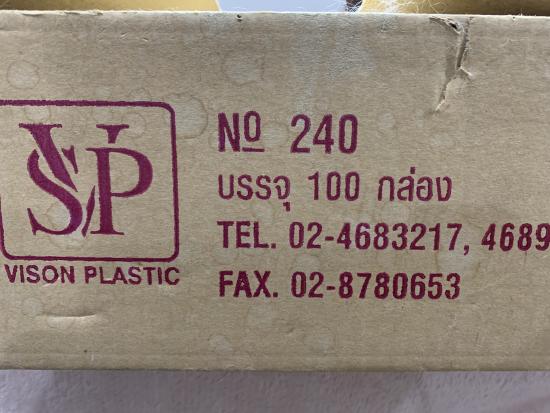 VSP
VISON PLASTIC
Nº 240
บรรจุ 100 กล่อง
TEL. 02-4683217, 4689
FAX. 02-8780653